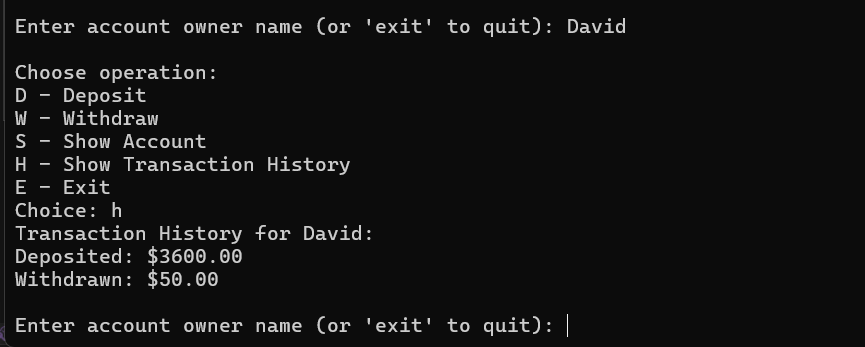 Enter account owner name (or 'exit' to quit): David
Choose operation:
D - Deposit
W - Withdraw
S - Show Account
H - Show Transaction History
E - Exit
Choice: h
Transaction History for David:
Deposited: $3600.00
Withdrawn: $50.00
Enter account owner name (or 'exit' to quit):